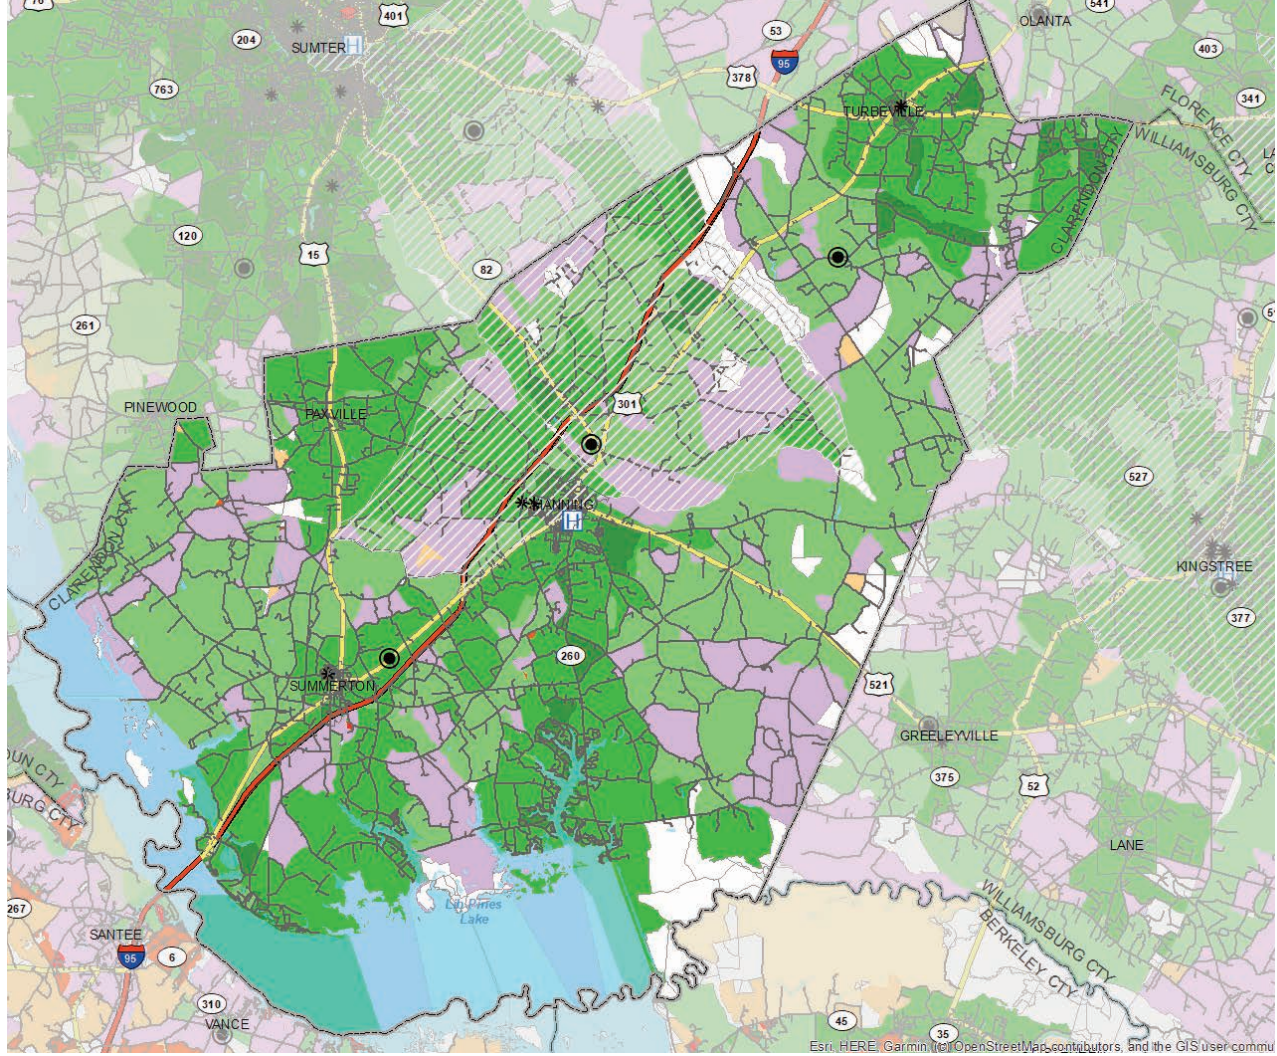 76
401
541
OLANTA
53
204
SUMTER H
403
95
378
763
341
FLORENCE CTY
TURBEVILLE
WILLIAMSBURG CTY
CLARENDON CTY
120
15
82
261
301
PINEWOOD
PAXVILLE
527
MANNING
H
CLARENDON CTY
KINGSTREE
377
260
SUMMERTON
521
GREELEYVILLE
375
52
LANE
Lake
267
WILLIAMSBURG CTY
BERKELEY CTY
SANTEE
95
6
310
VANCE
45
35
Esri, HERE, Garmin, (c) OpenStreetMap contributors, and the GIS user commu